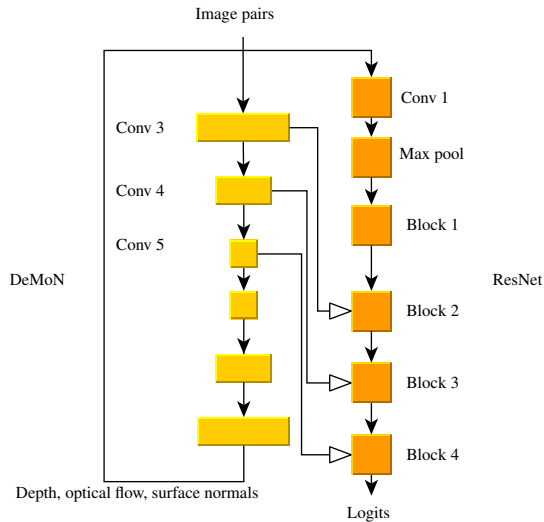 Image pairs
Conv 1
Conv 3
Max pool
Conv 4
Block 1
Conv 5
DeMoN
ResNet
Block 2
Block 3
Block 4
Depth, optical flow, surface normals
Logits